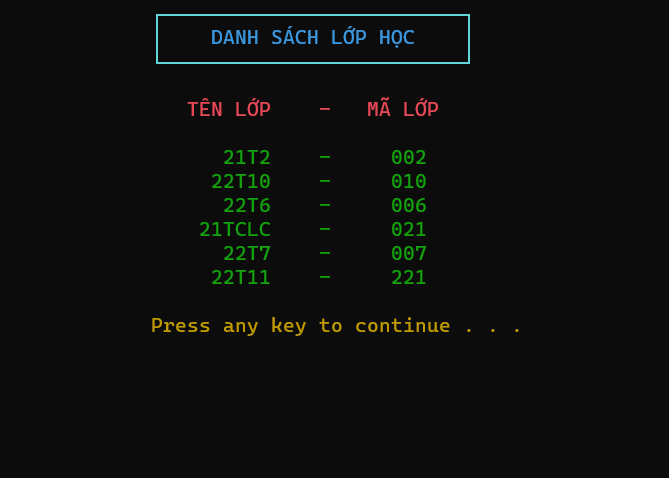 DANH SÁCH LỚP HỌC
TÊN LỚP - MÃ LỚP
21T2 - 002
22T10 - 010
22T6 - 006
21TCLC - 021
22T7 - 007
22T11 - 221
Press any key to continue . . .